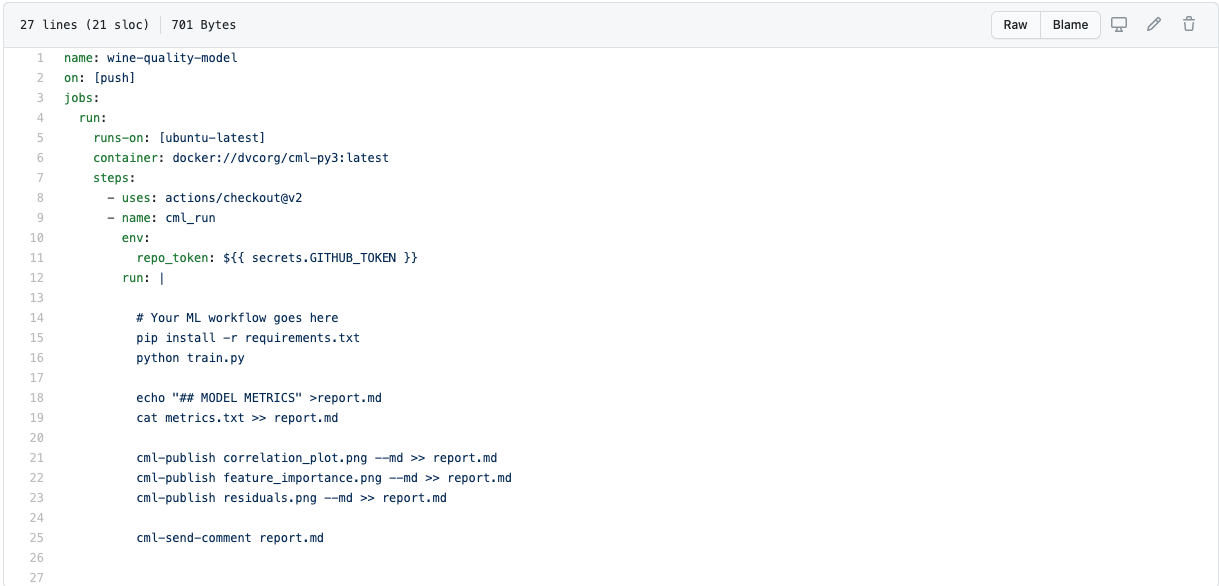 27 lines (21 sloc) 701 Bytes Raw Blame
1 name: wine-quality-model
2 on: [push]
3 jobs:
4   run:
5     runs-on: [ubuntu-latest]
6     container: docker://dvcorg/cml-py3:latest
7     steps:
8       - uses: actions/checkout@v2
9       - name: cml_run
10         env:
11           repo_token: ${{ secrets.GITHUB_TOKEN }}
12         run: |
13
14           # Your ML workflow goes here
15           pip install -r requirements.txt
16           python train.py
17
18           echo "## MODEL METRICS" >report.md
19           cat metrics.txt >> report.md
20
21           cml-publish correlation_plot.png --md >> report.md
22           cml-publish feature_importance.png --md >> report.md
23           cml-publish residuals.png --md >> report.md
24
25           cml-send-comment report.md
26
27